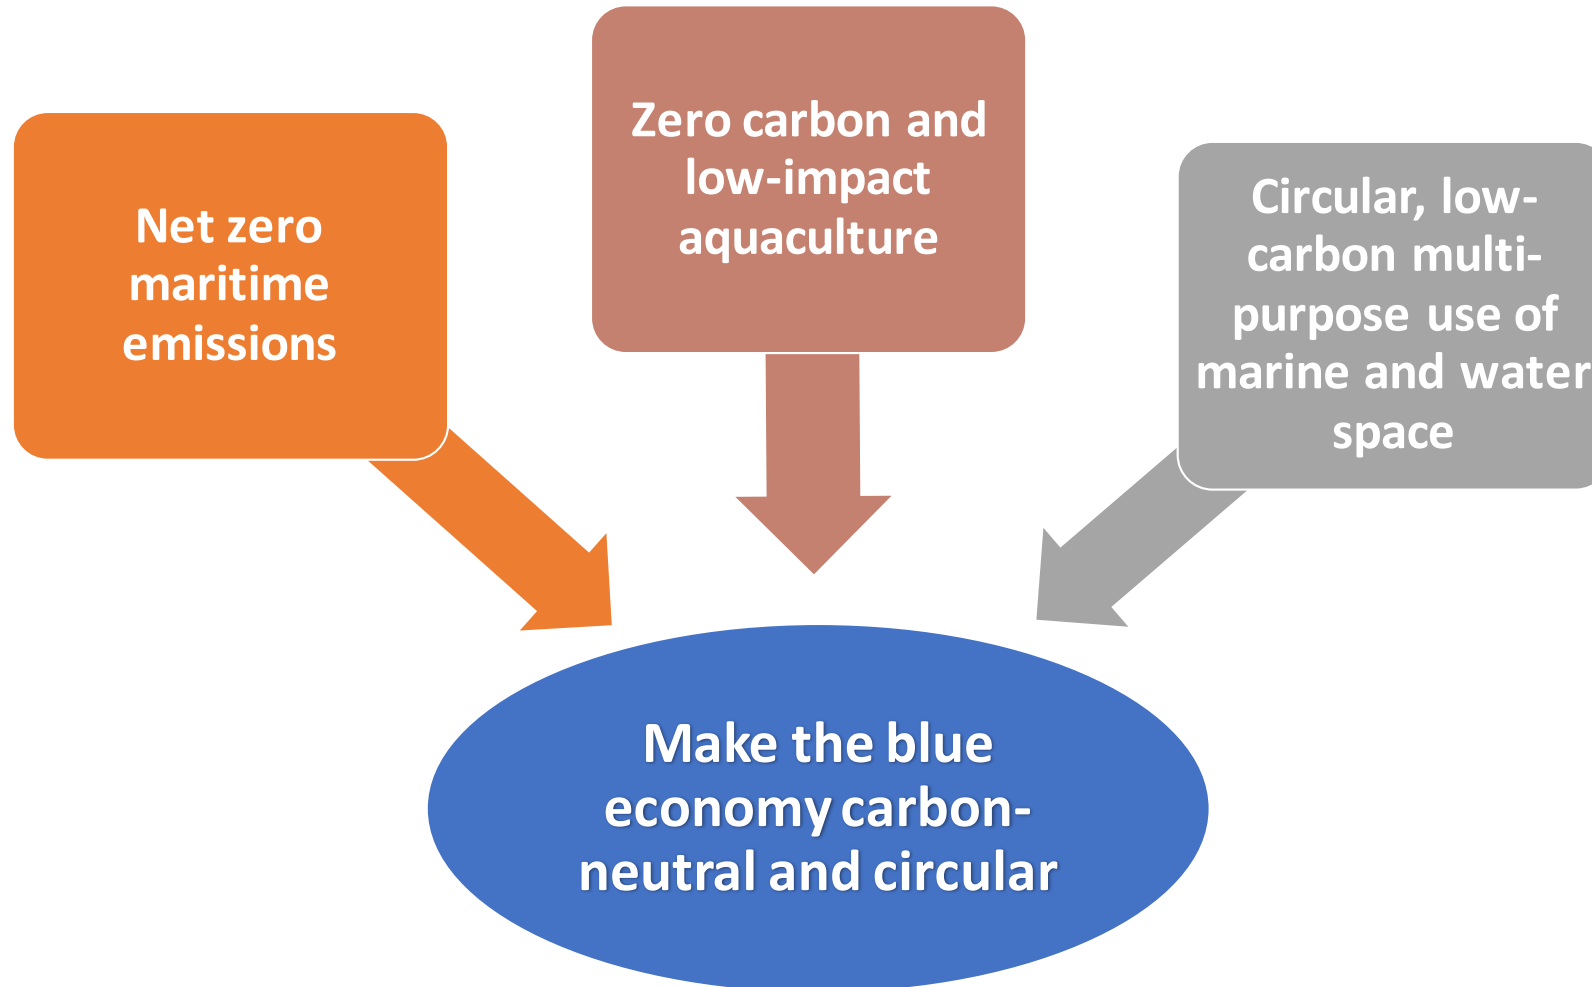 Net zero
maritime
emissions
Zero carbon and
low-impact
aquaculture
Circular, low-
carbon multi-
purpose use of
marine and water
space
Make the blue
economy carbon-
neutral and circular